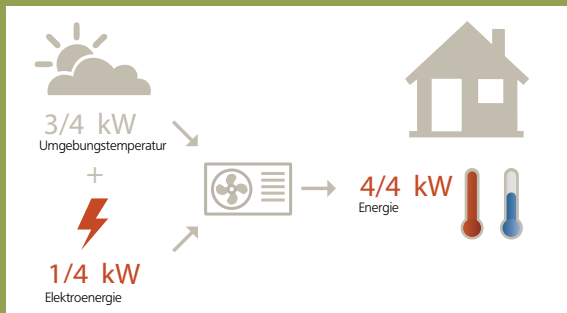 3/4 kW
Umgebungstemperatur
+
1/4 kW
Elektroenergie
4/4 kW
Energie